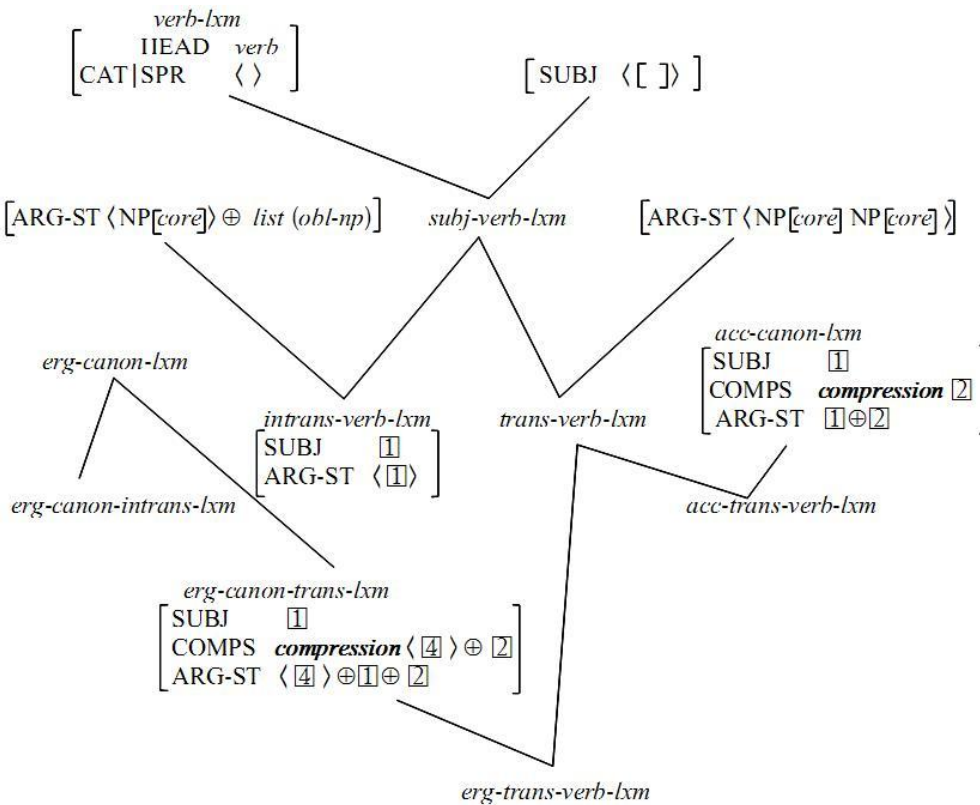 verb-lxm
HEAD verb
CAT|SPR ⟨ ⟩
[SUBJ ⟨[ ]⟩ ]
[ARG-ST ⟨NP[core]⟩⊕ list (obl-np)]
subj-verb-lxm
[ARG-ST⟨NP[core] NP[core] ⟩]
erg-canon-lxm
acc-canon-lxm
SUBJ 1
COMPS compression 2
ARG-ST 1⊕2
intrans-verb-lxm
SUBJ 1
ARG-ST ⟨1⟩
trans-verb-lxm
erg-canon-intrans-lxm
acc-trans-verb-lxm
erg-canon-trans-lxm
SUBJ 1
COMPS compression⟨4⟩⊕ 2
ARG-ST ⟨4⟩⊕1⊕ 2
erg-trans-verb-lxm